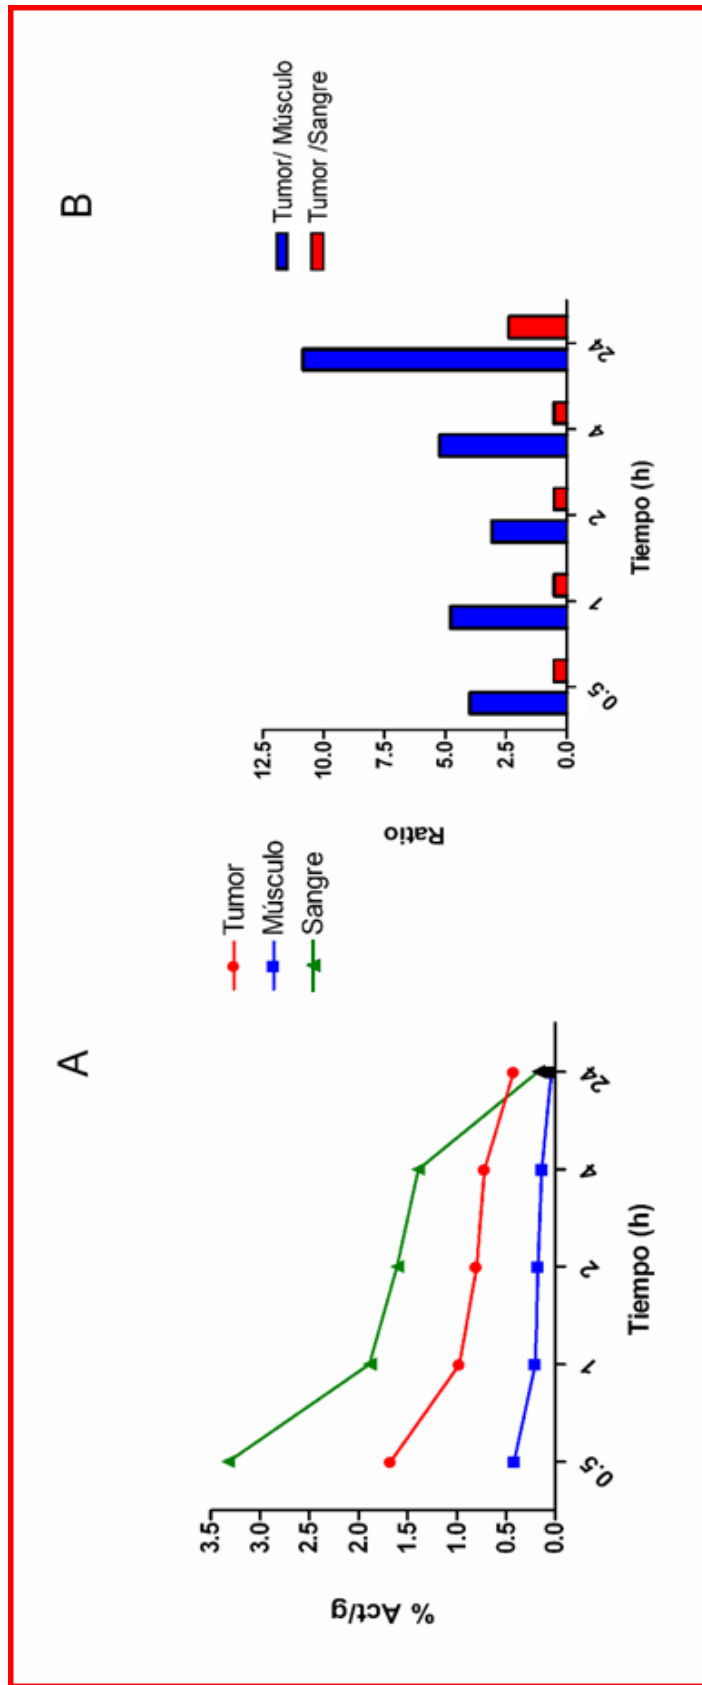 A
Tumor
Músculo
Sangre
% Act/g
3.5
3.0
2.5
2.0
1.5
1.0
0.5
0.0
0.5
1
2
4
24
Tiempo (h)
B
Tumor/ Músculo
Tumor /Sangre
Ratio
12.5
10.0
7.5
5.0
2.5
0.0
0.5
1
2
4
24
Tiempo (h)